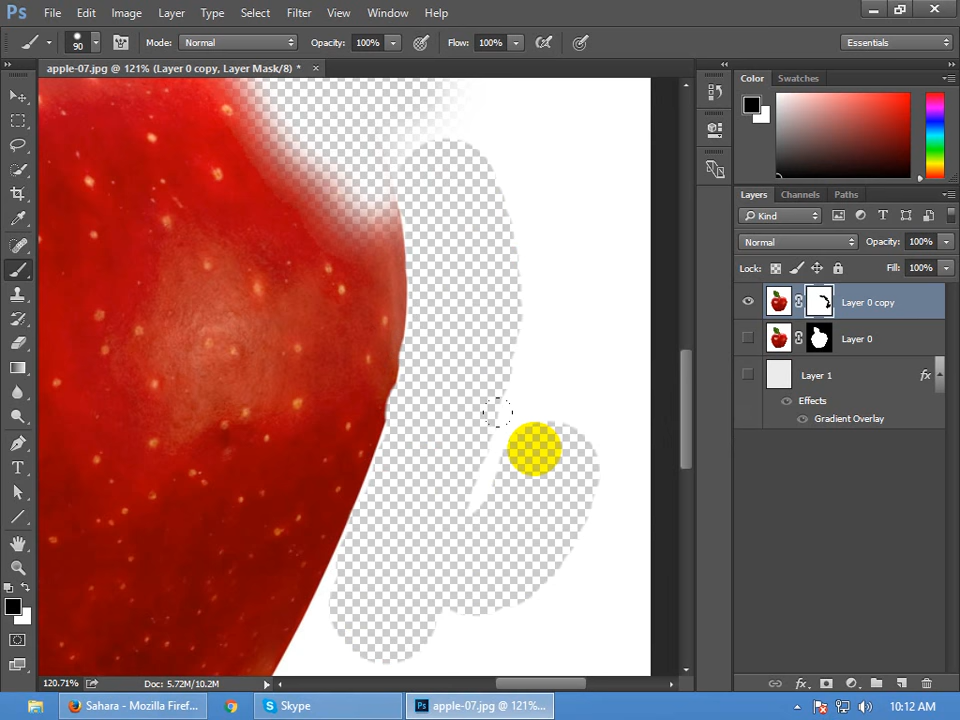 Ps File Edit Image Layer Type Select Filter View Window Help
90 Mode: Normal Opacity: 100% Flow: 100% Essentials
apple-07.jpg @ 121% (Layer 0 copy, Layer Mask/8) * ×
Color Swatches
Layers Channels Paths
Kind T
Normal Opacity: 100%
Lock: Fill: 100%
Layer 0 copy
Layer 0
Layer 1 fx
Effects
Gradient Overlay
T
120.71% Doc: 5.72M/10.2M
fx
Sahara - Mozilla Firef... Skype Ps apple-07.jpg @ 121%... 10:12 AM